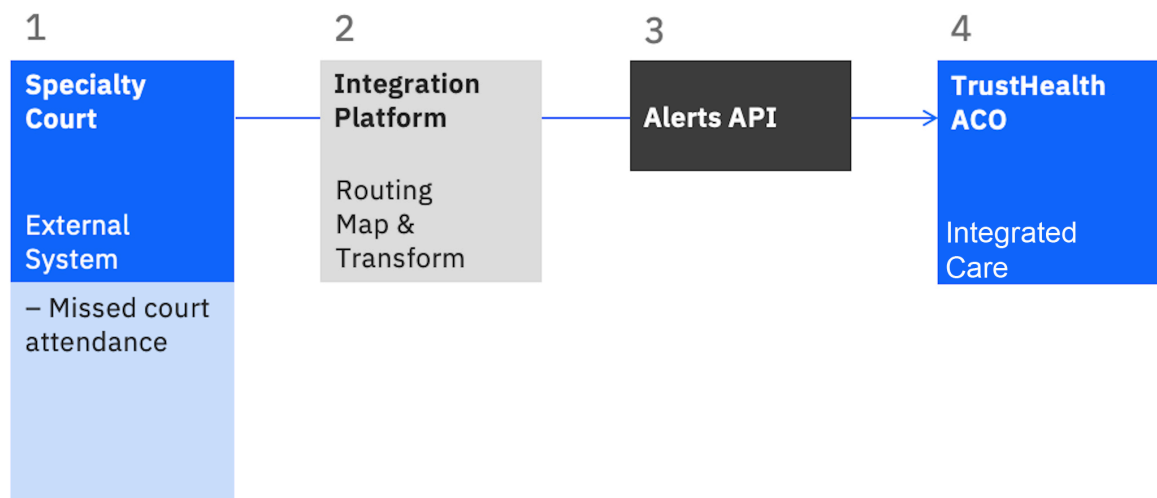 1
2
3
4
Specialty
Court
External
System
– Missed court
attendance
Integration
Platform
Routing
Map &
Transform
Alerts API
TrustHealth
ACO
Integrated
Care